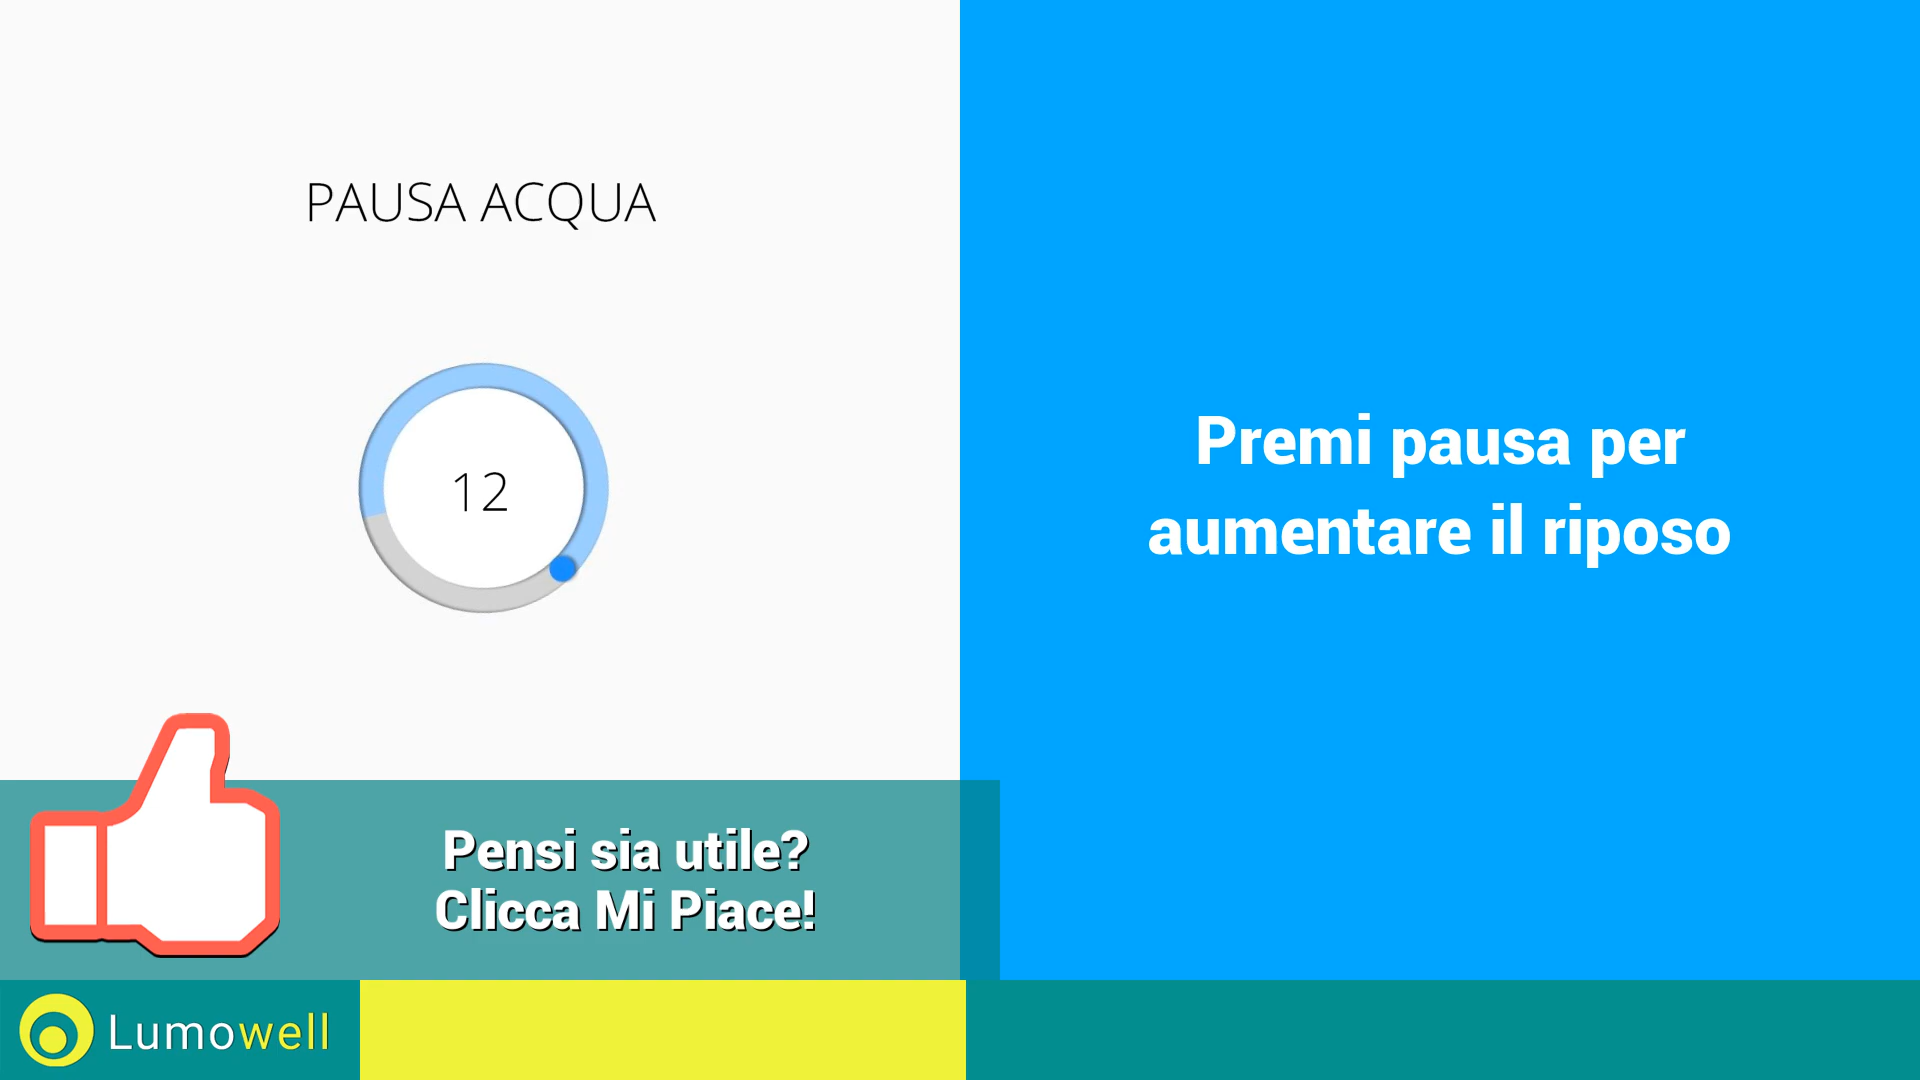 PAUSA ACQUA
12
Premi pausa per
aumentare il riposo
Pensi sia utile?
Clicca Mi Piace!
Lumowell